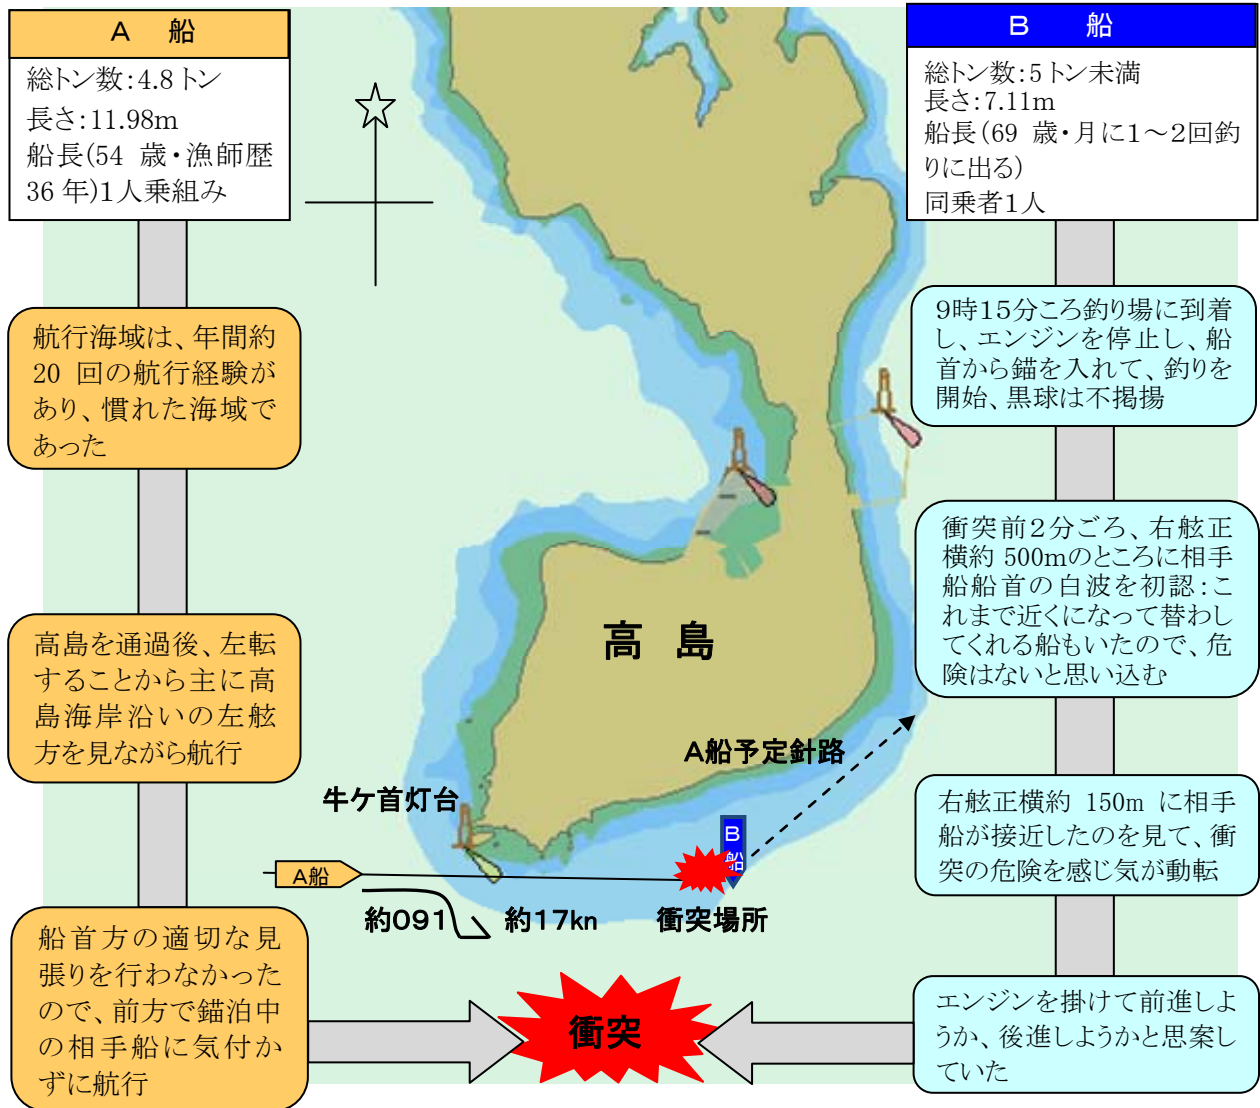 A 船
総トン数：4.8 トン
長さ：11.98m
船長(54 歳・漁師歴
36 年)1人乗組み
航行海域は、年間約
20 回の航行経験が
あり、慣れた海域で
あった
高島を通過後、左転
することから主に高
島海岸沿いの左舷
方を見ながら航行
船首方の適切な見
張りを行わなかった
ので、前方で錨泊中
の相手船に気付か
ずに航行
B 船
総トン数：5トン未満
長さ：7.11m
船長(69 歳・月に1～2回釣
りに出る)
同乗者1人
9時15分ころ釣り場に到着
し、エンジンを停止し、船
首から錨を入れて、釣りを
開始、黒球は不掲揚
衝突前2分ごろ、右舷正
横約 500mのところに相手
船船首の白波を初認：こ
れまで近くになって替わし
てくれる船もいたので、危
険はないと思い込む
右舷正横約 150m に相手
船が接近したのを見て、衝
突の危険を感じ気が動転
エンジンを掛けて前進しよ
うか、後進しようかと思案し
ていた
高 島
A船予定針路
牛ケ首灯台
B
船
A船
約091
約17kn
衝突場所
衝突